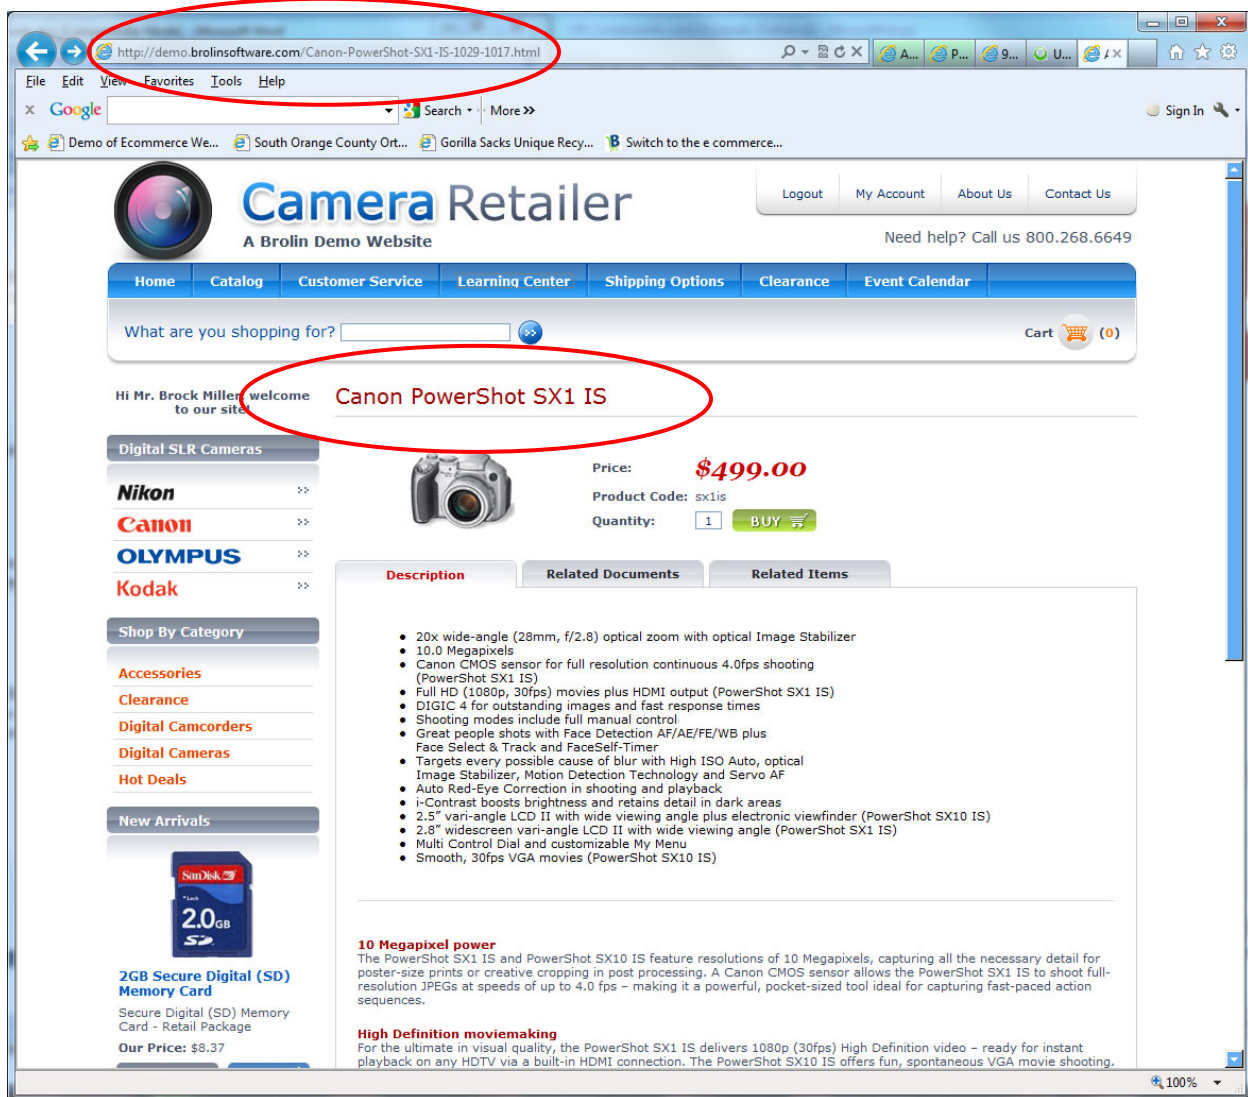 http://demo.brolinsoftware.com/Canon-PowerShot-SX1-IS-1029-1017.html
A...
P...
9...
U...
File Edit View Favorites Tools Help
x Google Search More >>
Sign In
Demo of Ecommerce We... South Orange County Ort... Gorilla Sacks Unique Recy... Switch to the e commerce...
Camera Retailer
A Brolin Demo Website
Logout My Account About Us Contact Us
Need help? Call us 800.268.6649
Home Catalog Customer Service Learning Center Shipping Options Clearance Event Calendar
What are you shopping for?
Cart (0)
Hi Mr. Brock Miller, welcome
to our site!
Canon PowerShot SX1 IS
Digital SLR Cameras
Nikon >>
Canon >>
OLYMPUS >>
Kodak >>
Price: $499.00
Product Code: sx1is
Quantity: 1 BUY
Description Related Documents Related Items
Shop By Category
Accessories
Clearance
Digital Camcorders
Digital Cameras
Hot Deals
New Arrivals
SanDisk
Lock
2.0GB
2GB Secure Digital (SD)
Memory Card
Secure Digital (SD) Memory
Card - Retail Package
Our Price: $8.37
• 20x wide-angle (28mm, f/2.8) optical zoom with optical Image Stabilizer
• 10.0 Megapixels
• Canon CMOS sensor for full resolution continuous 4.0fps shooting
(PowerShot SX1 IS)
• Full HD (1080p, 30fps) movies plus HDMI output (PowerShot SX1 IS)
• DIGIC 4 for outstanding images and fast response times
• Shooting modes include full manual control
• Great people shots with Face Detection AF/AE/FE/WB plus
Face Select & Track and FaceSelf-Timer
• Targets every possible cause of blur with High ISO Auto, optical
Image Stabilizer, Motion Detection Technology and Servo AF
• Auto Red-Eye Correction in shooting and playback
• i-Contrast boosts brightness and retains detail in dark areas
• 2.5” vari-angle LCD II with wide viewing angle plus electronic viewfinder (PowerShot SX10 IS)
• 2.8” widescreen vari-angle LCD II with wide viewing angle (PowerShot SX1 IS)
• Multi Control Dial and customizable My Menu
• Smooth, 30fps VGA movies (PowerShot SX10 IS)
10 Megapixel power
The PowerShot SX1 IS and PowerShot SX10 IS feature resolutions of 10 Megapixels, capturing all the necessary detail for
poster-size prints or creative cropping in post processing. A Canon CMOS sensor allows the PowerShot SX1 IS to shoot full-
resolution JPEGs at speeds of up to 4.0 fps – making it a powerful, pocket-sized tool ideal for capturing fast-paced action
sequences.
High Definition moviemaking
For the ultimate in visual quality, the PowerShot SX1 IS delivers 1080p (30fps) High Definition video – ready for instant
playback on any HDTV via a built-in HDMI connection. The PowerShot SX10 IS offers fun, spontaneous VGA movie shooting.
100%